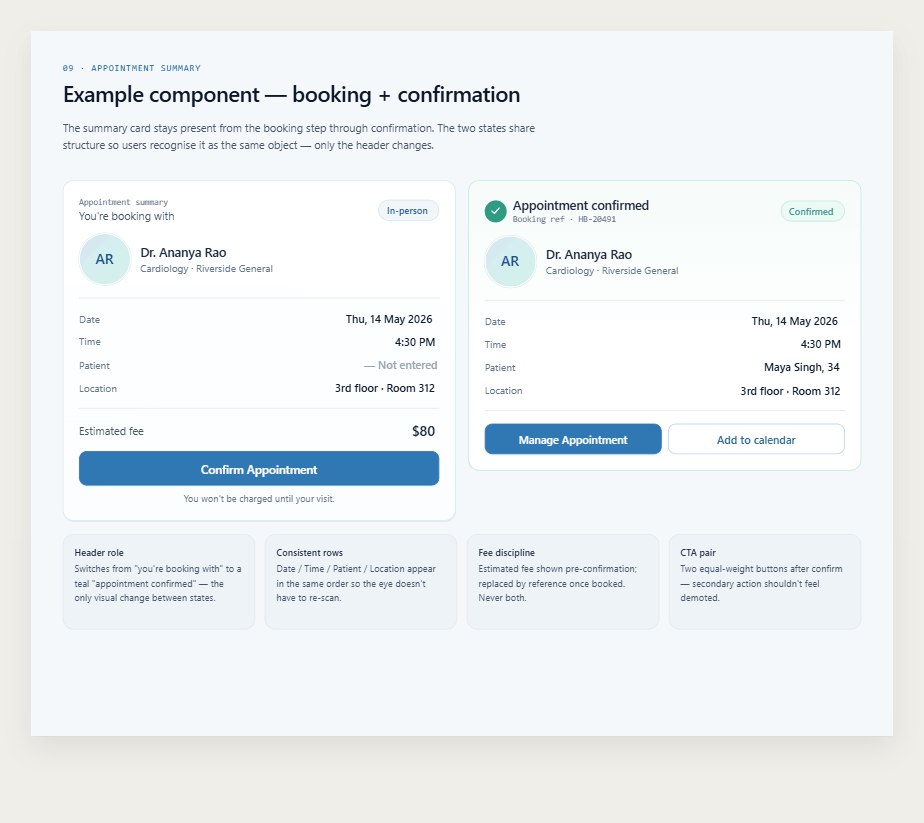 09 · APPOINTMENT SUMMARY
Example component — booking + confirmation
The summary card stays present from the booking step through confirmation. The two states share
structure so users recognise it as the same object — only the header changes.
Appointment summary
You're booking with
In-person
AR
Dr. Ananya Rao
Cardiology · Riverside General
Date
Thu, 14 May 2026
Time
4:30 PM
Patient
— Not entered
Location
3rd floor · Room 312
Estimated fee
$80
Confirm Appointment
You won't be charged until your visit.
Appointment confirmed
Booking ref · HB-20491
Confirmed
AR
Dr. Ananya Rao
Cardiology · Riverside General
Date
Thu, 14 May 2026
Time
4:30 PM
Patient
Maya Singh, 34
Location
3rd floor · Room 312
Manage Appointment
Add to calendar
Header role
Switches from "you're booking with" to a
teal "appointment confirmed" — the
only visual change between states.
Consistent rows
Date / Time / Patient / Location appear
in the same order so the eye doesn't
have to re-scan.
Fee discipline
Estimated fee shown pre-confirmation;
replaced by reference once booked.
Never both.
CTA pair
Two equal-weight buttons after confirm
— secondary action shouldn't feel
demoted.